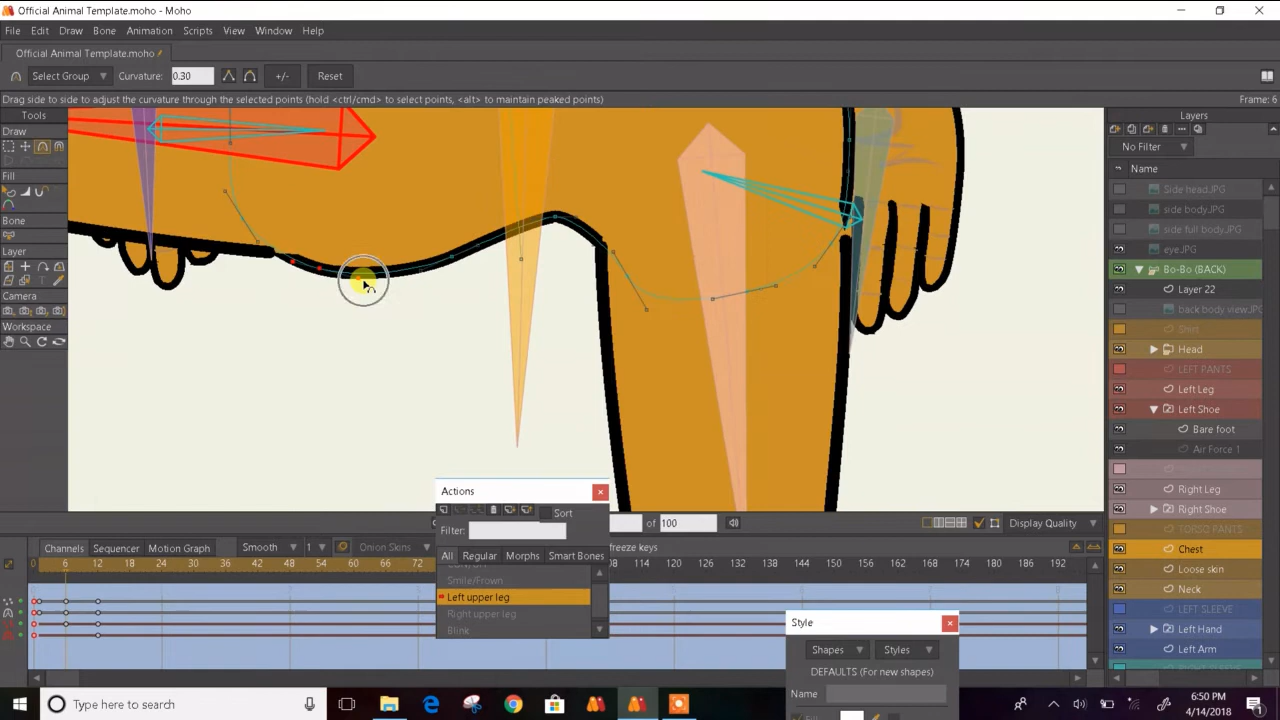 Official Animal Template.moho - Moho
File Edit Draw Bone Animation Scripts View Window Help
Official Animal Template.moho
Select Group Curvature: 0.30 +/- Reset
Drag side to side to adjust the curvature through the selected points (hold <ctrl/cmd> to select points, <alt> to maintain peaked points) Frame: 6
Tools
Draw
Fill
Bone
Layer
Camera
Workspace
Layers
No Filter
Name
Side head.JPG
side body.JPG
side full body.JPG
eye.JPG
Bo-Bo (BACK)
Layer 22
back body view.JPG
Shirt
Head
LEFT PANTS
Left Leg
Left Shoe
Bare foot
Air Force 1
Right Leg
Right Shoe
TORSO PANTS
Chest
Loose skin
Neck
LEFT SLEEVE
Left Hand
Left Arm
RIGHT SLEEVE
Actions
Sort
Filter:
All Regular Morphs Smart Bones
Smile/Frown
Left upper leg
Right upper leg
Blink
of 100 Display Quality
Channels Sequencer Motion Graph Smooth 1 Onion Skins freeze keys
0 6 12 18 24 30 36 42 48 54 60 66 72 108 114 120 126 132 138 144 150 156 162 168 174 180 186
0 1 2 8
Style
Shapes Styles
DEFAULTS (For new shapes)
Name
Fill
Type here to search
6:50 PM
4/14/2018